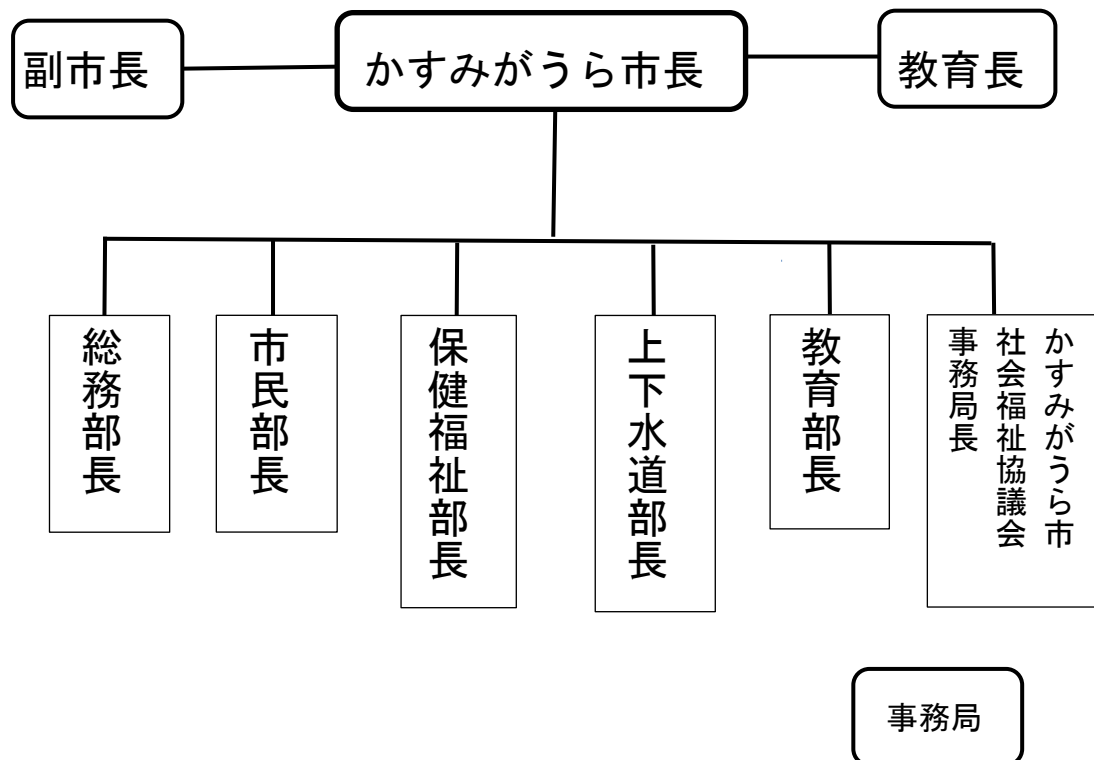 副市長
かすみがうら市長
教育長
総務部長
市民部長
保健福祉部長
上下水道部長
教育部長
かすみがうら市
社会福祉協議会
事務局長
事務局